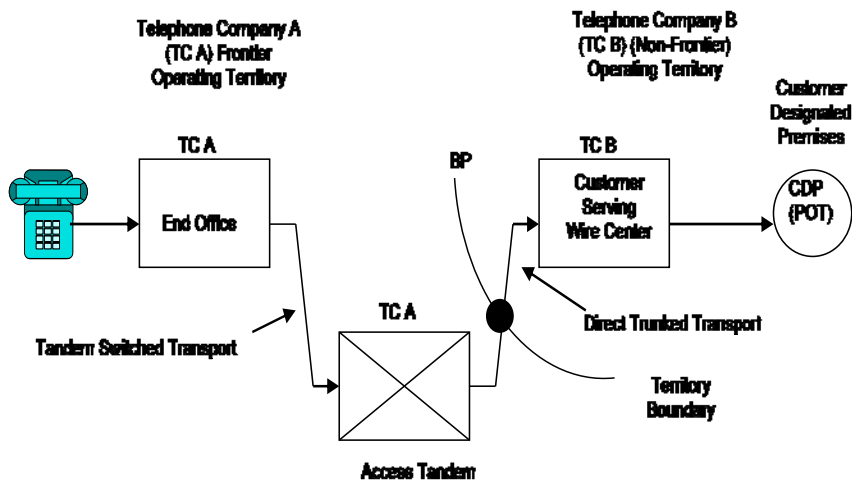 Telephone Company A
(TC A) Frontier
Operating Territory
Telephone Company B
(TC B) (Non-Frontier)
Operating Territory
Customer
Designated
Premises
TC A
End Office
BP
TC B
Customer
Serving
Wire Center
CDP
(POT)
Tandem Switched Transport
TC A
Direct Trunked Transport
Territory
Boundary
Access Tandem